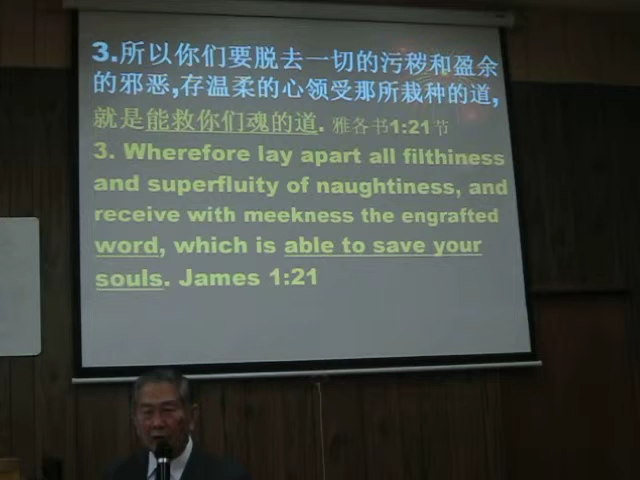 3.所以你们要脱去一切的污秽和盈余
的邪恶,存温柔的心领受那所栽种的道,
就是能救你们魂的道. 雅各书1:21节
3. Wherefore lay apart all filthiness
and superfluity of naughtiness, and
receive with meekness the engrafted
word, which is able to save your
souls. James 1:21